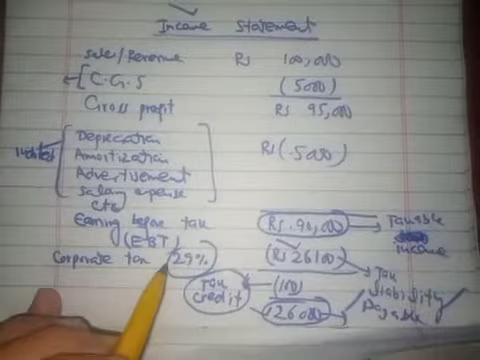 Income Statement
Sale/Revenue Rs 100,000
[C.G.S (5000)
Gross profit Rs 95,000
Depreciation
Amortization Rs (5000)
Advertisement
Salary expense
etc
Earning before tax Rs. 90,000 Taxable
(EBT) income
Corporate tax 29% (Rs 26100) Tax
Tax (100) Liability
credit 26000 Payable